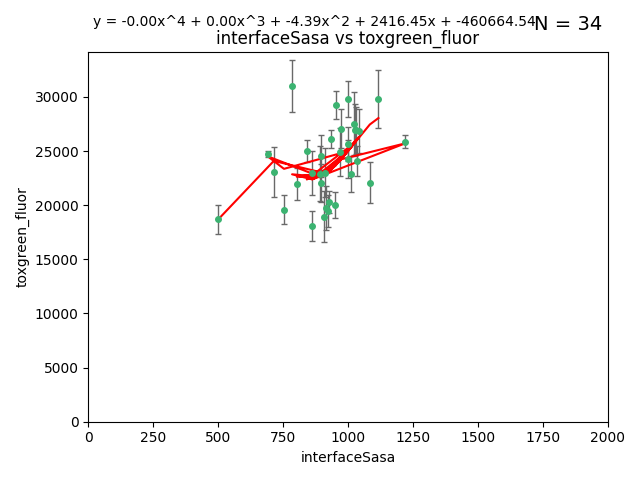 y = -0.00x^4 + 0.00x^3 + -4.39x^2 + 2416.45x + -460664.54
N = 34
interfaceSasa vs toxgreen_fluor
toxgreen_fluor
30000
25000
20000
15000
10000
5000
0
0 250 500 750 1000 1250 1500 1750 2000
interfaceSasa